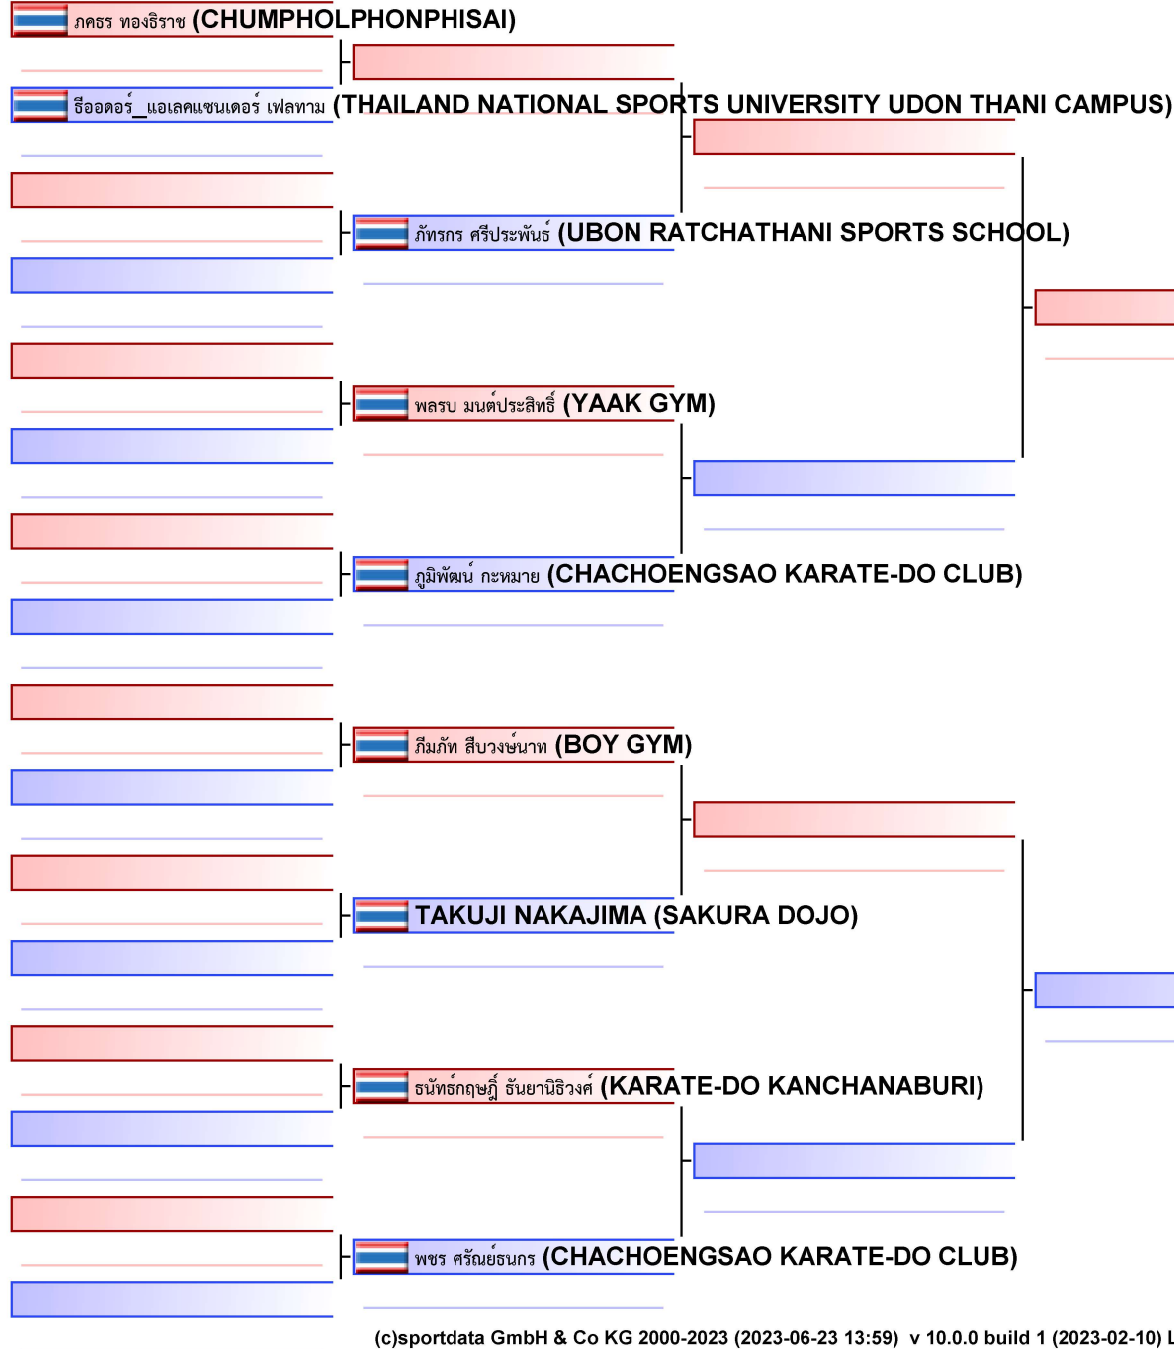 ภคธร ทองธิราช (CHUMPHOLPHONPHISAI)
ธีออดอร์_แอเลคแซนเดอร์ เฟลทาม (THAILAND NATIONAL SPORTS UNIVERSITY UDON THANI CAMPUS)
ภัทรกร ศรีประพันธ์ (UBON RATCHATHANI SPORTS SCHOOL)
พลรบ มนต์ประสิทธิ์ (YAAK GYM)
ภูมิพัฒน์ กะหมาย (CHACHOENGSAO KARATE-DO CLUB)
ภีมภัท สืบวงษ์นาท (BOY GYM)
TAKUJI NAKAJIMA (SAKURA DOJO)
ธนัทธ์กฤษฎิ์ ธันยานิธิวงศ์ (KARATE-DO KANCHANABURI)
พชร ศรัณย์ธนกร (CHACHOENGSAO KARATE-DO CLUB)
(c)sportdata GmbH & Co KG 2000-2023 (2023-06-23 13:59) v 10.0.0 build 1 (2023-02-10) L